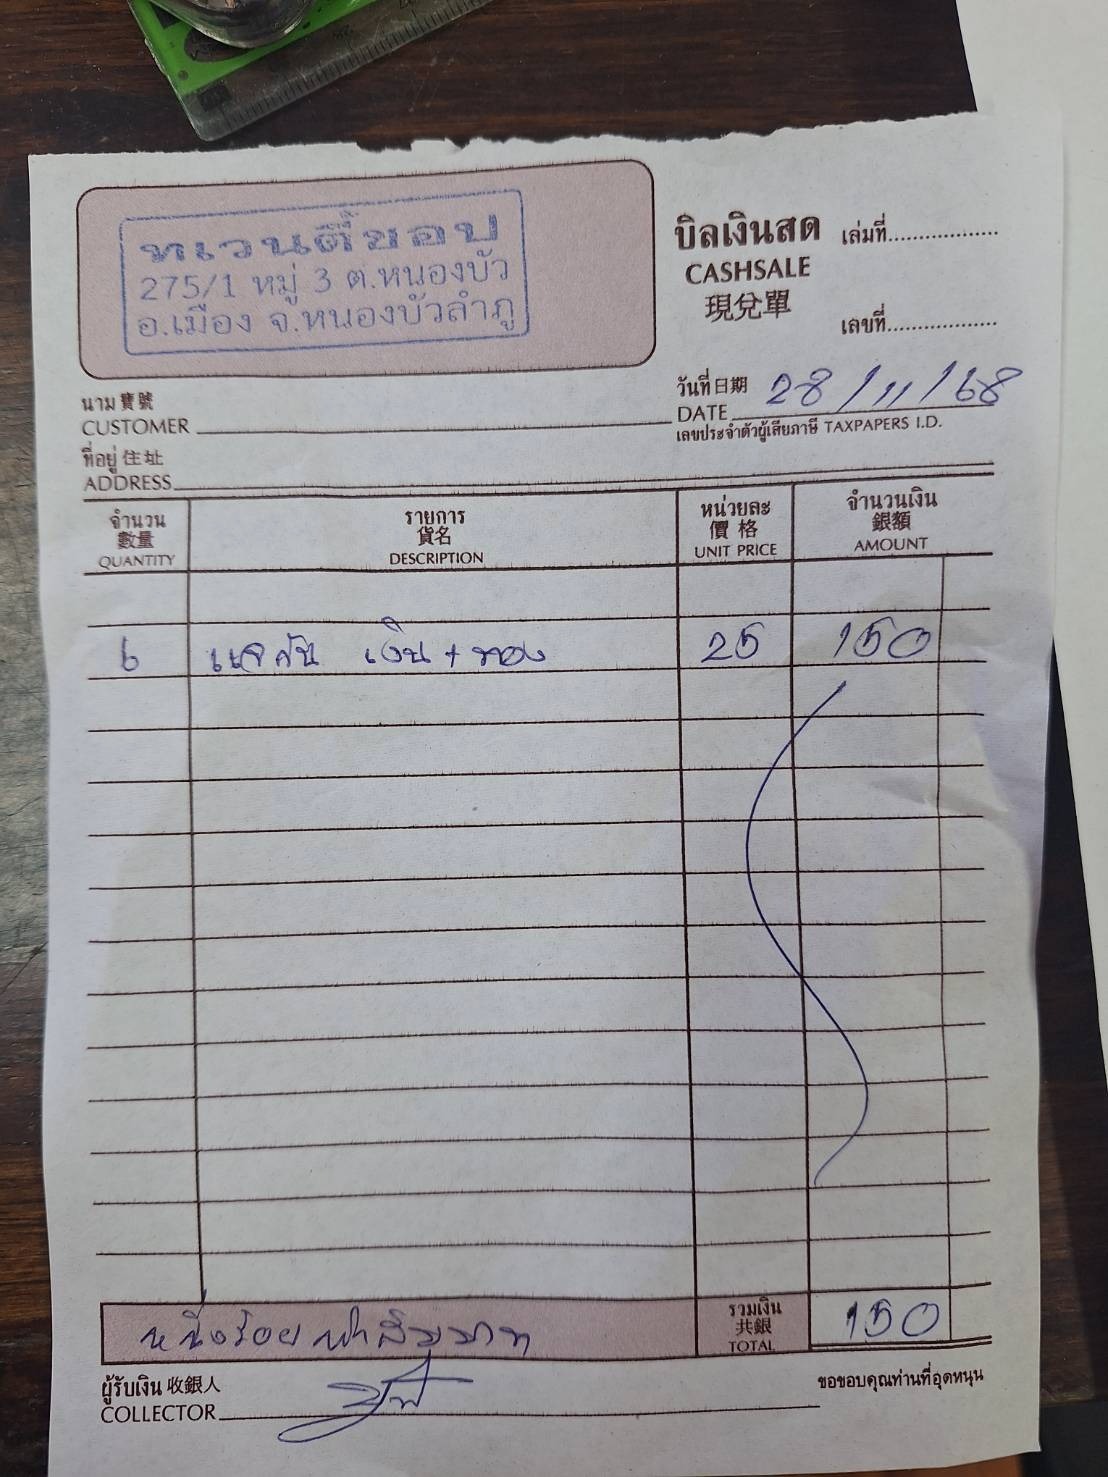 ทเวนตี้ชอบ
275/1 หมู่ 3 ต.หนองบัว
อ.เมือง จ.หนองบัวลำภู
บิลเงินสด
CASHSALE
現兌單
เล่มที่
เลขที่
นาม 寶號
CUSTOMER
วันที่ 日期
DATE 28/11/68
เลขประจำตัวผู้เสียภาษี TAXPAPERS I.D.
ที่อยู่ 住址
ADDRESS
จำนวน รายการ หน่วยละ จำนวนเงิน
數量 貨名 價格 銀額
QUANTITY DESCRIPTION UNIT PRICE AMOUNT
6 แจกัน เงิน + ทอง 25 150
หนึ่งร้อยห้าสิบบาท
รวมเงิน
共銀
TOTAL 150
ผู้รับเงิน 收銀人
COLLECTOR
ขอขอบคุณท่านที่อุดหนุน